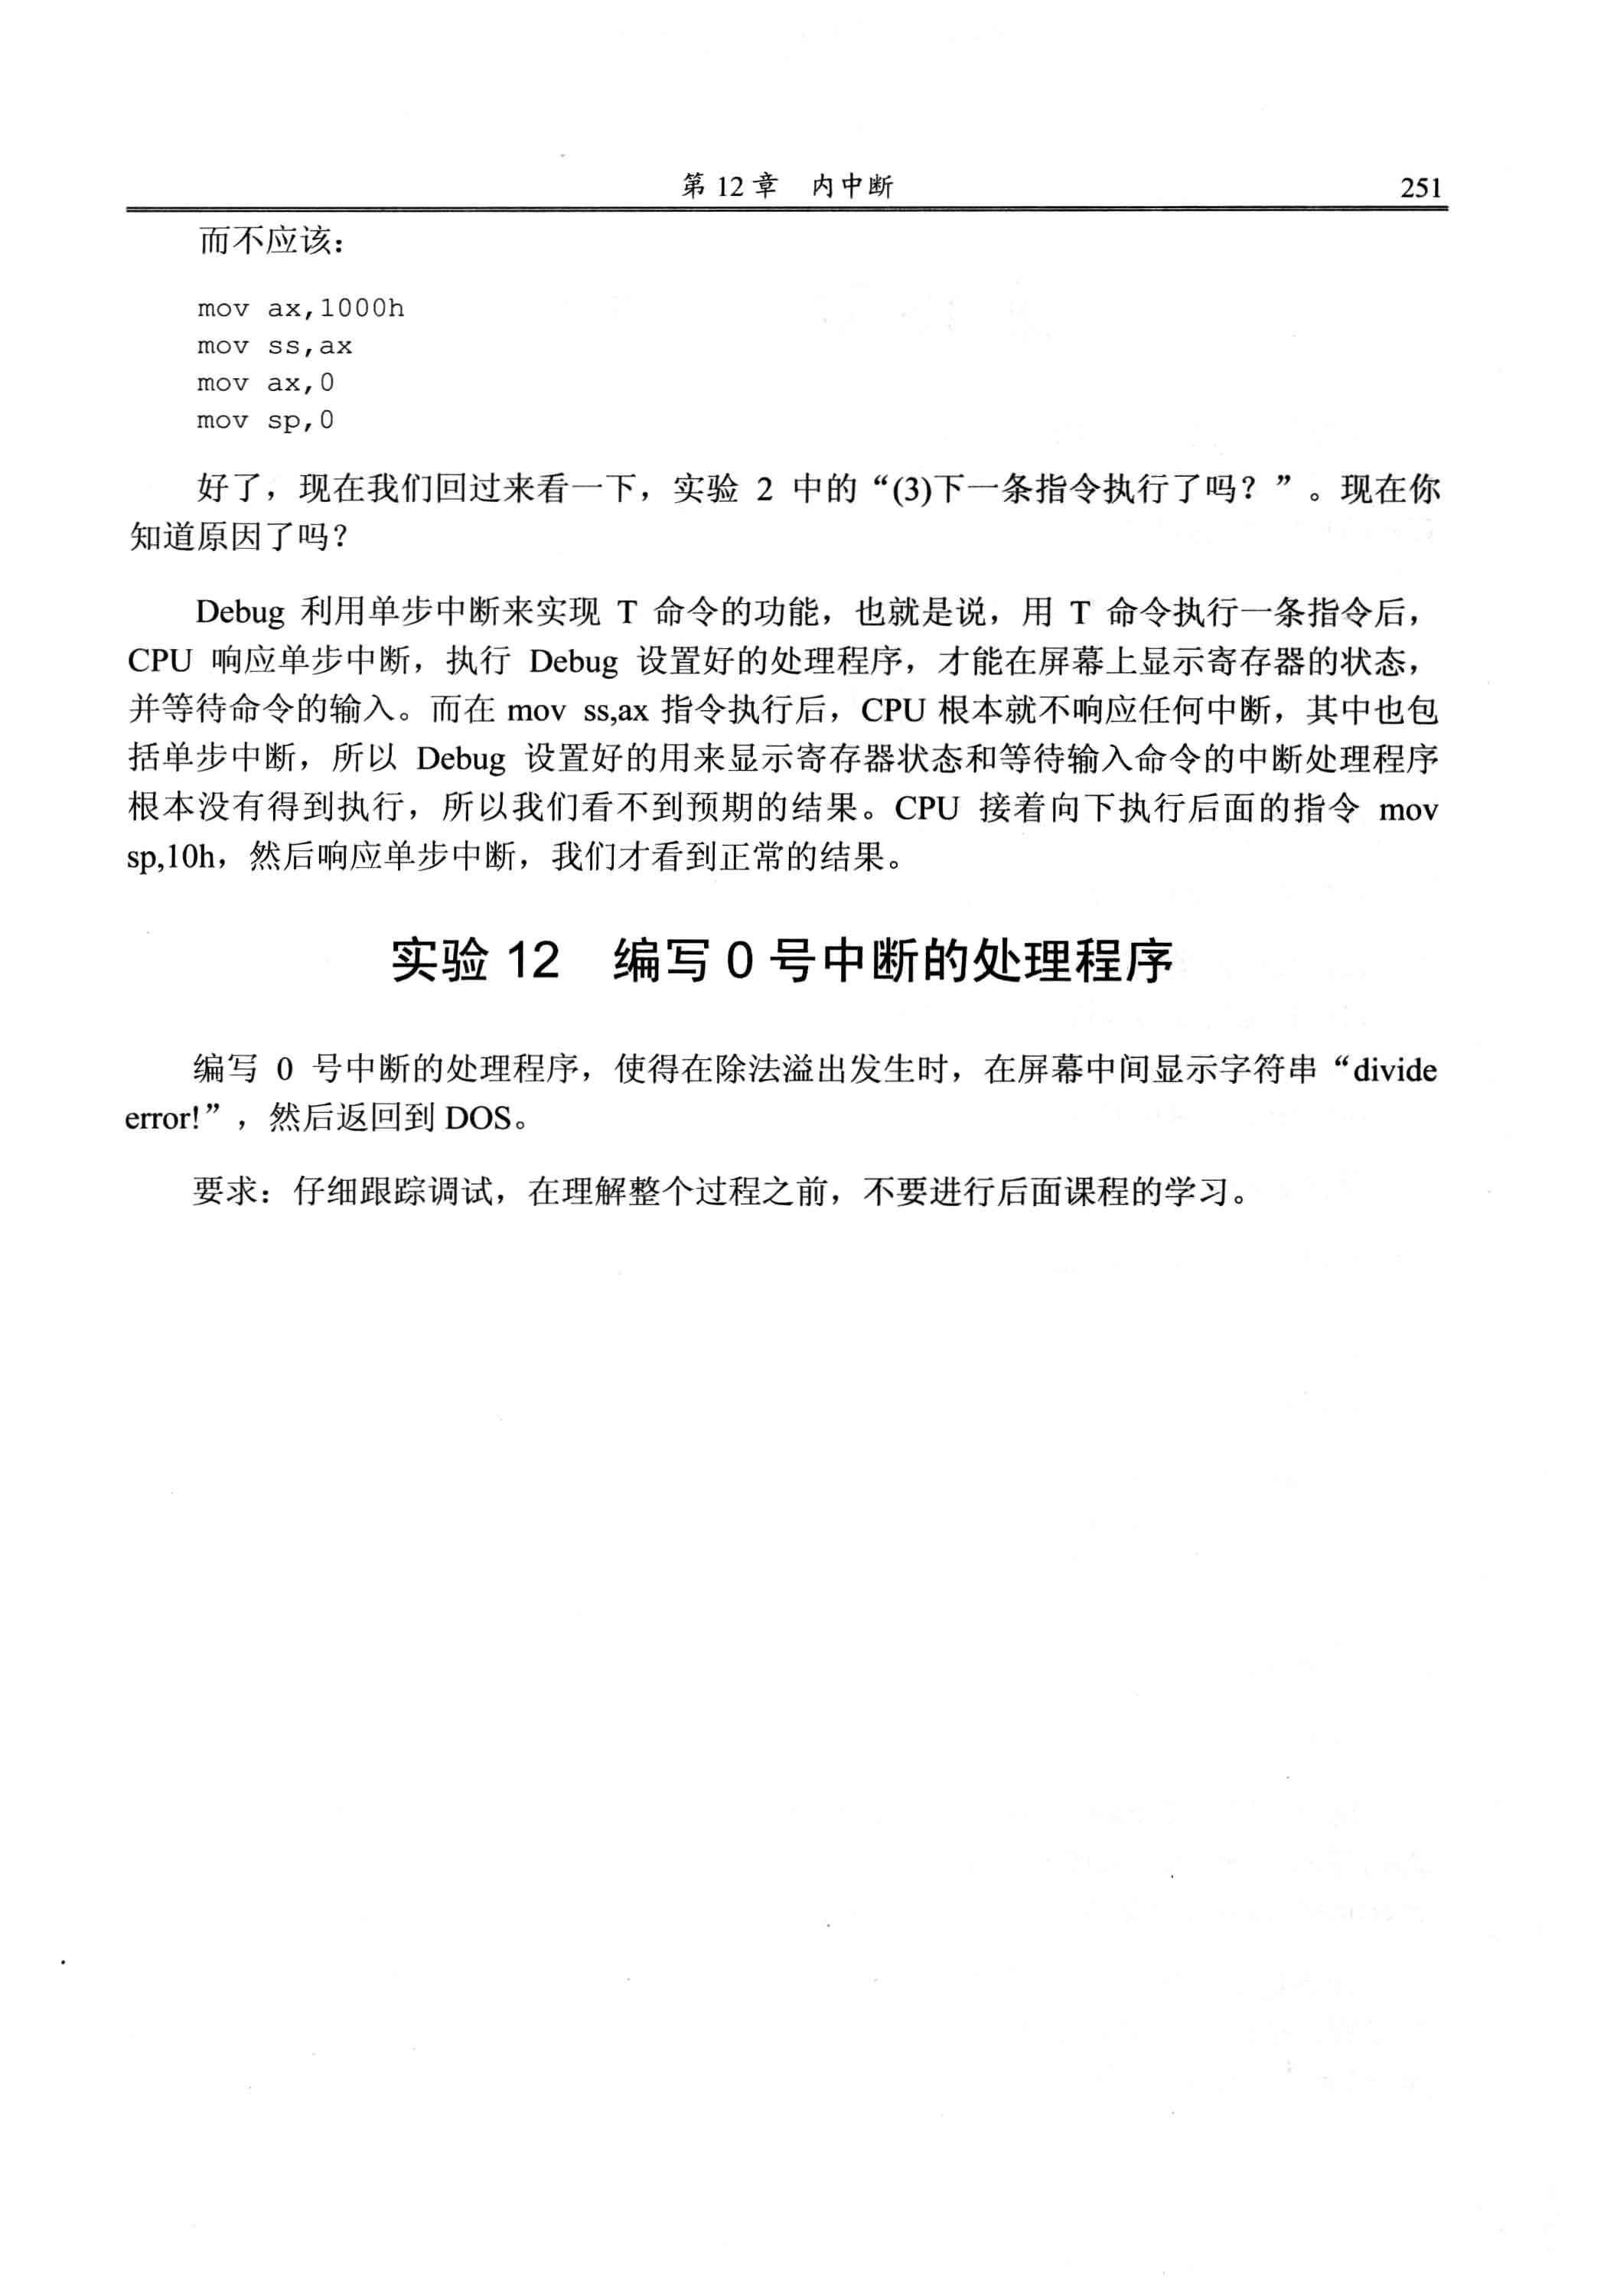 第 12 章 内中断 251
而不应该：
mov ax,1000h
mov ss,ax
mov ax,0
mov sp,0
好了，现在我们回过来看一下，实验 2 中的“(3)下一条指令执行了吗？”。现在你
知道原因了吗？
Debug 利用单步中断来实现 T 命令的功能，也就是说，用 T 命令执行一条指令后，
CPU 响应单步中断，执行 Debug 设置好的处理程序，才能在屏幕上显示寄存器的状态，
并等待命令的输入。而在 mov ss,ax 指令执行后，CPU 根本就不响应任何中断，其中也包
括单步中断，所以 Debug 设置好的用来显示寄存器状态和等待输入命令的中断处理程序
根本没有得到执行，所以我们看不到预期的结果。CPU 接着向下执行后面的指令 mov
sp,10h，然后响应单步中断，我们才看到正常的结果。
实验 12 编写 0 号中断的处理程序
编写 0 号中断的处理程序，使得在除法溢出发生时，在屏幕中间显示字符串“divide
error!”，然后返回到 DOS。
要求：仔细跟踪调试，在理解整个过程之前，不要进行后面课程的学习。